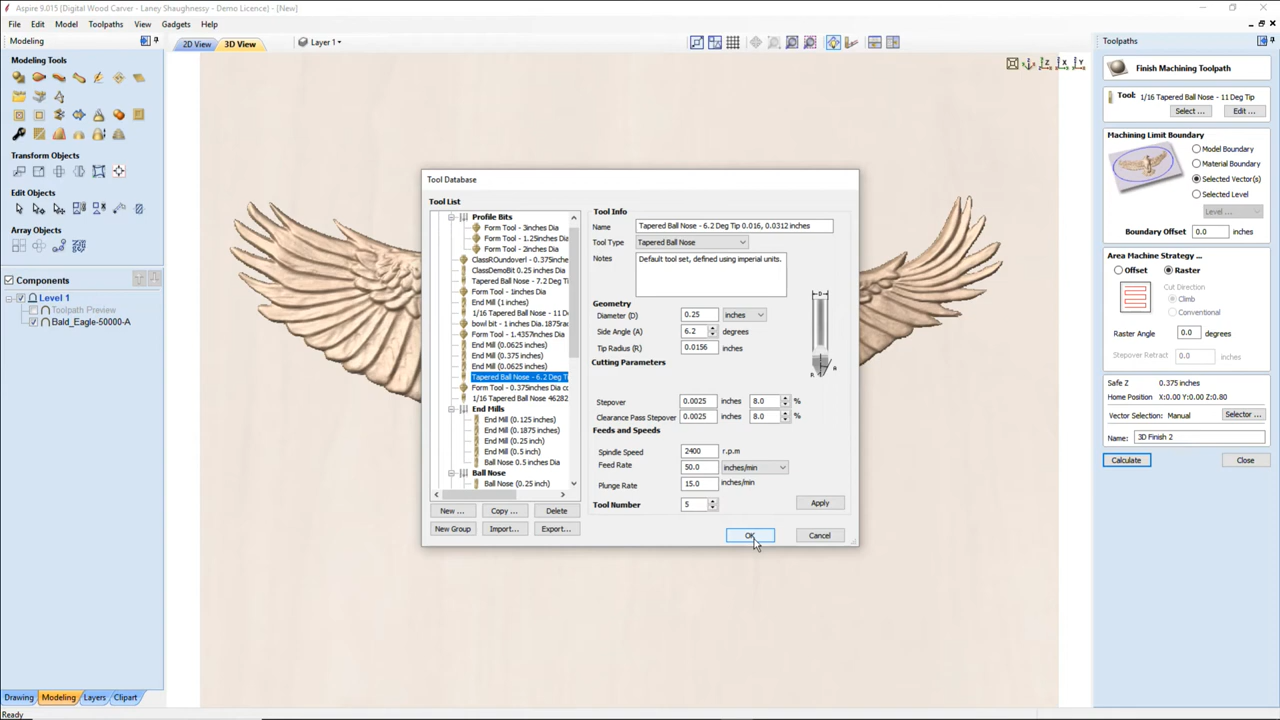 Aspire 9.015 (Digital Wood Carver - Laney Shaughnessy - Demo Licence) - [New]
File Edit Model Toolpaths View Gadgets Help
Modeling
2D View 3D View
Layer 1
Modeling Tools
Transform Objects
Edit Objects
Array Objects
Components
Level 1
Toolpath Preview
Bald_Eagle-50000-A
Drawing Modeling Layers Clipart
Ready
Tool Database
Tool List
Profile Bits
Form Tool - 3inches Dia
Form Tool - 1.25inches Dia
Form Tool - 2inches Dia
ClassROundoverl - 0.375
ClassDemoBit 0.25 inches Dia
Tapered Ball Nose - 7.2 Deg
Form Tool - 1inches Dia
End Mill (1 inches)
1/16 Tapered Ball Nose - 11 D
bowl bit - 1 inches Dia. 1875rad
Form Tool - 1.4357inches Dia
End Mill (0.0625 inches)
End Mill (0.375 inches)
End Mill (0.0625 inches)
Tapered Ball Nose - 6.2 Deg Ti
Form Tool - 0.375inches Dia co
1/16 Tapered Ball Nose 46282
End Mills
End Mill (0.125 inches)
End Mill (0.1875 inches)
End Mill (0.25 inch)
End Mill (0.5 inch)
Ball Nose 0.5 inches Dia
Ball Nose
Ball Nose (0.25 inch)
New ... Copy ... Delete
New Group Import... Export...
Tool Info
Name Tapered Ball Nose - 6.2 Deg Tip 0.016, 0.0312 inches
Tool Type Tapered Ball Nose
Notes Default tool set, defined using imperial units.
Geometry
Diameter (D) 0.25 inches
Side Angle (A) 6.2 degrees
Tip Radius (R) 0.0156 inches
D
R
A
Cutting Parameters
Stepover 0.0025 inches 8.0 %
Clearance Pass Stepover 0.0025 inches 8.0 %
Feeds and Speeds
Spindle Speed 2400 r.p.m
Feed Rate 50.0 inches/min
Plunge Rate 15.0 inches/min
Tool Number 5 Apply
OK Cancel
Toolpaths
Finish Machining Toolpath
Tool: 1/16 Tapered Ball Nose - 11 Deg Tip
Select ... Edit ...
Machining Limit Boundary
Model Boundary
Material Boundary
Selected Vector(s)
Selected Level
Level ...
Boundary Offset 0.0 inches
Area Machine Strategy ...
Offset Raster
Cut Direction
Climb
Conventional
Raster Angle 0.0 degrees
Stepover Retract 0.0 inches
Safe Z 0.375 inches
Home Position X:0.00 Y:0.00 Z:0.80
Vector Selection: Manual Selector ...
Name: 3D Finish 2
Calculate Close